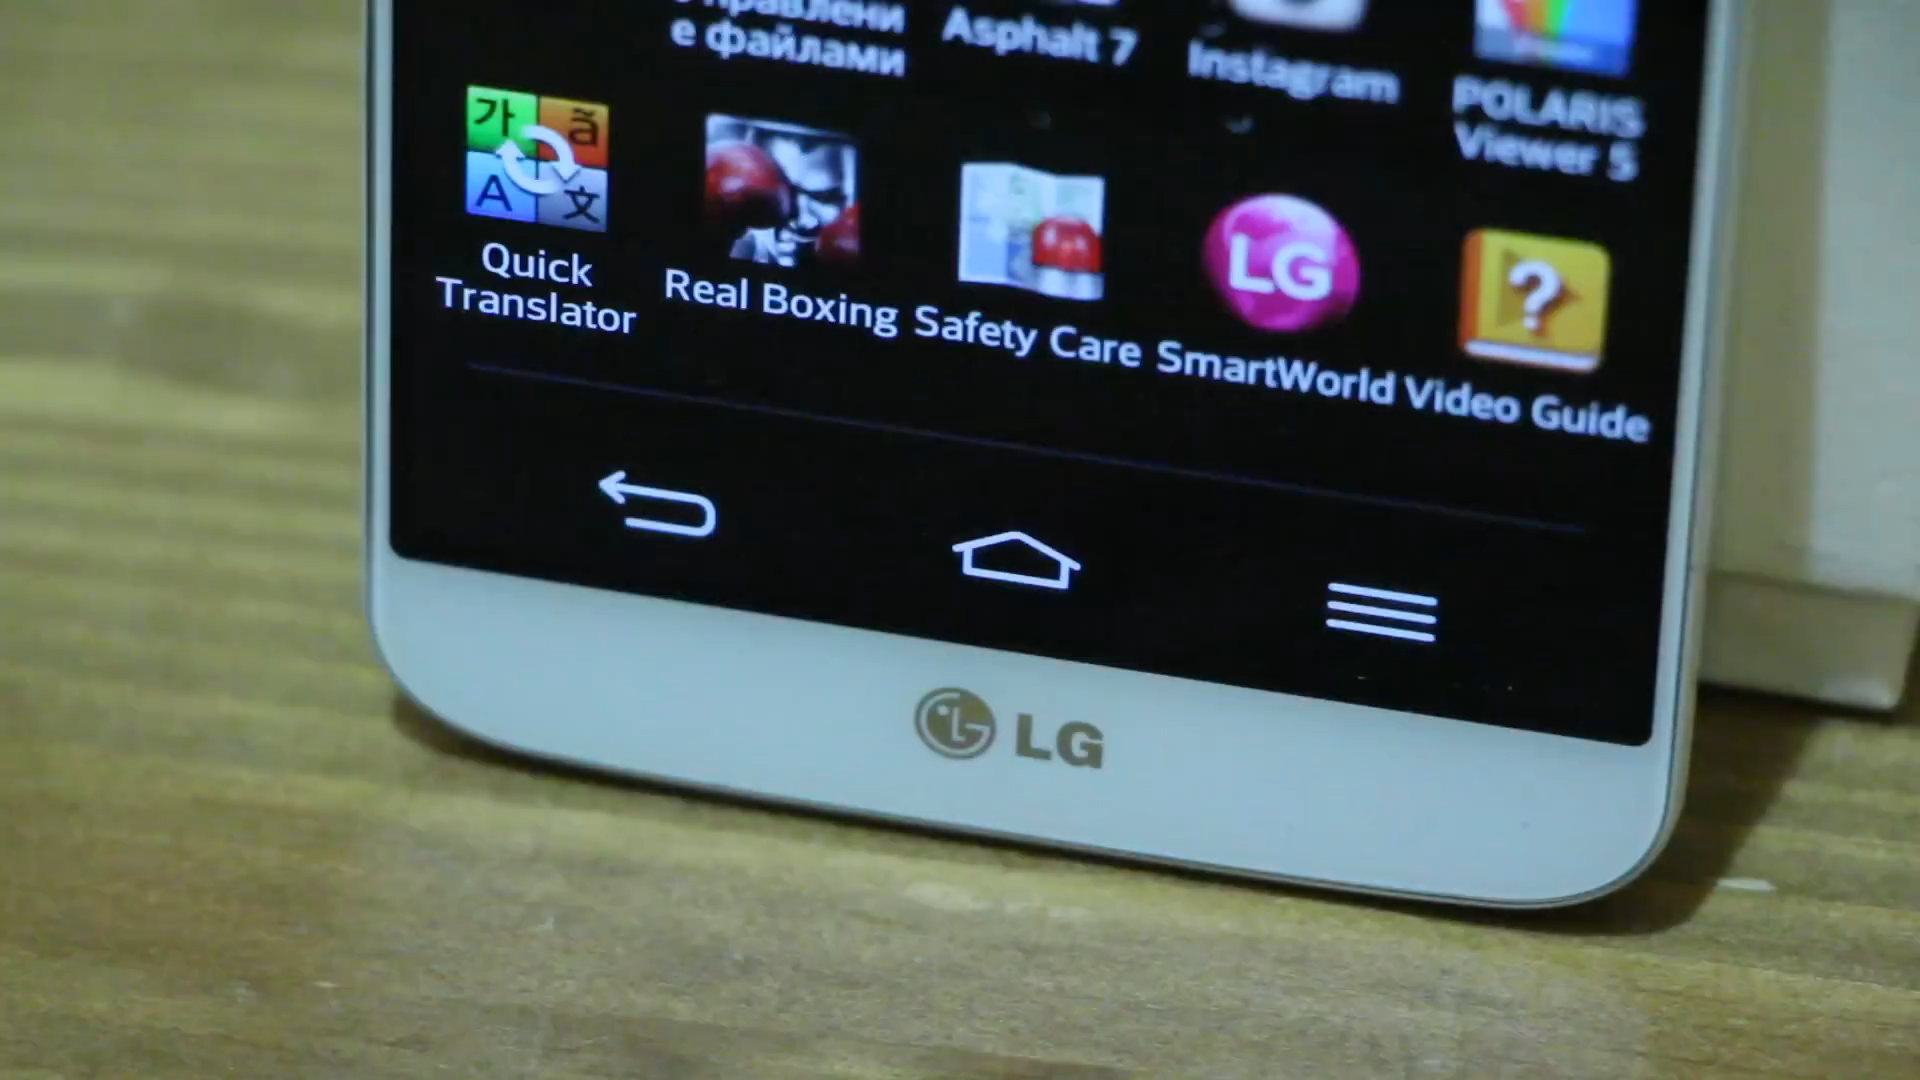 е файлами
Asphalt 7
Instagram
POLARIS
Viewer 5
가 ã
A 文
Quick
Translator
Real Boxing
Safety Care
LG
SmartWorld
?
Video Guide
LG